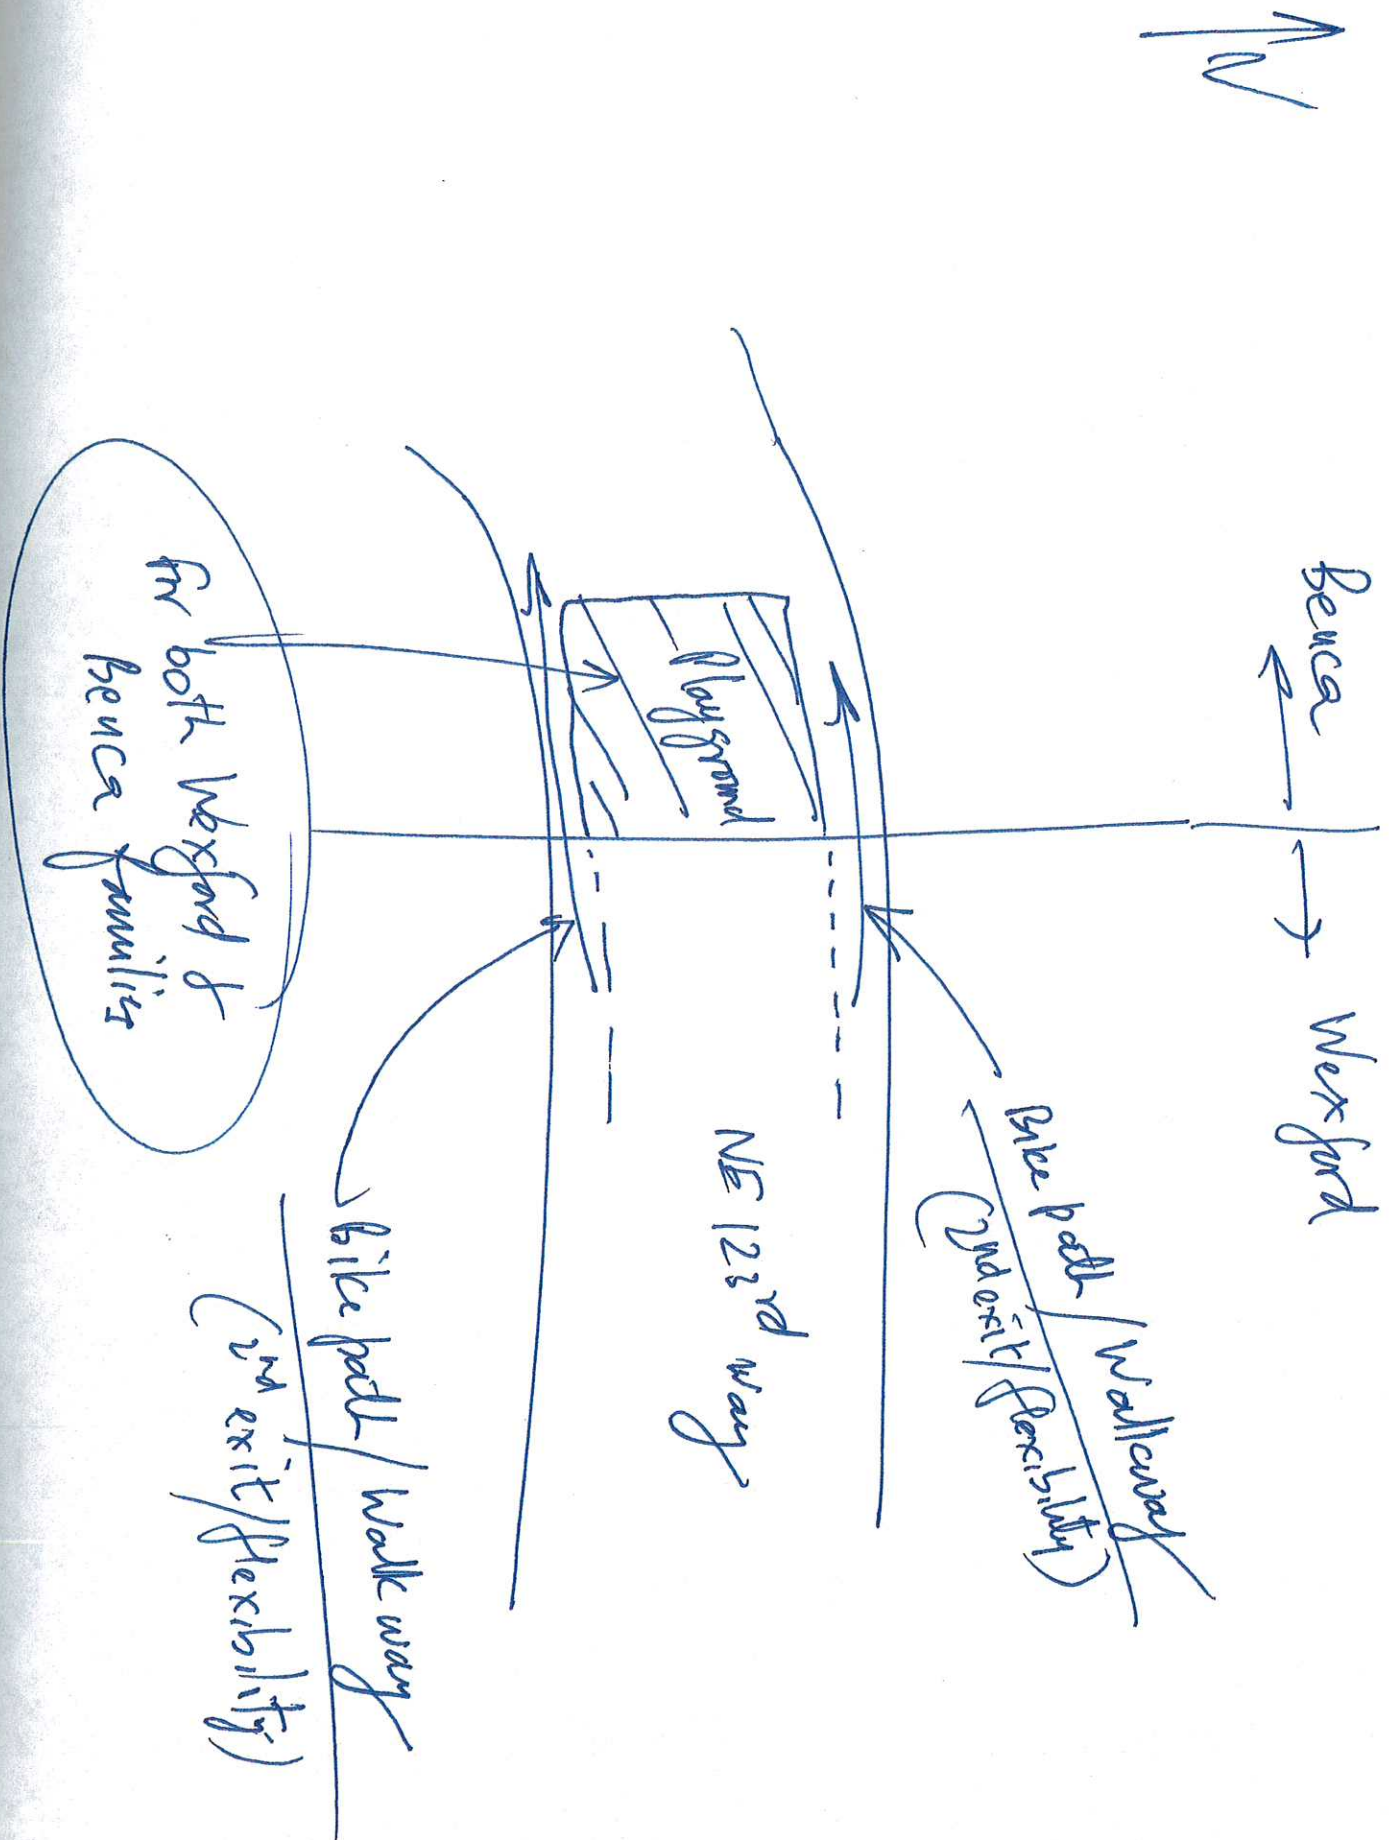 N
Benca
Wexford
Bike path / Walkway
(2nd exit/flexibility)
Playground
NE 123rd way
Bike path / Walkway
(2nd exit/flexibility)
for both Wexford &
Benca families